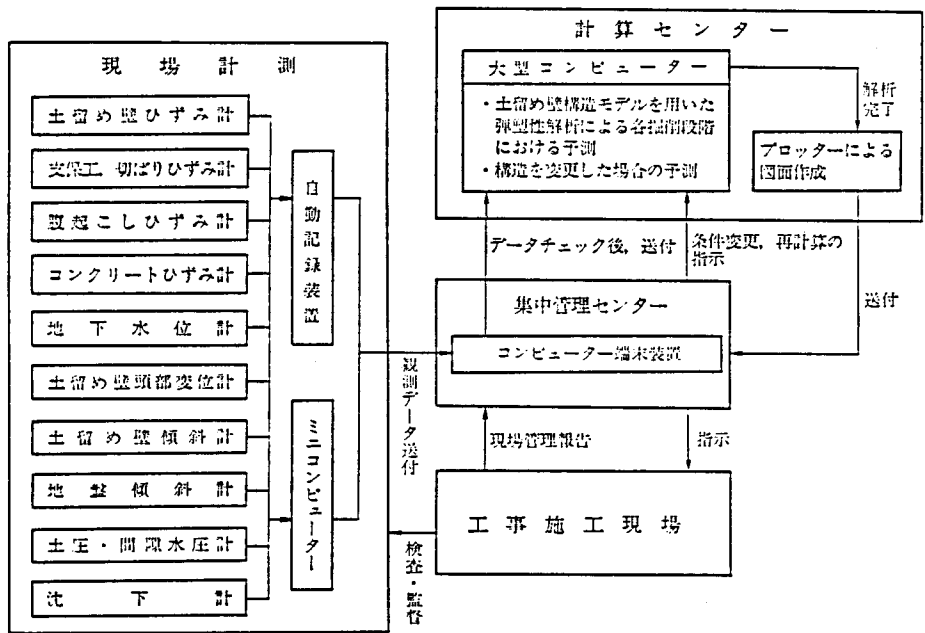 現場計測
土留め壁ひずみ計
支保工，切ばりひずみ計
腹起こしひずみ計
コンクリートひずみ計
地下水位計
土留め壁頭部変位計
土留め壁傾斜計
地盤傾斜計
土圧・間隙水圧計
沈下計
自動記録装置
ミニコンピューター
観測データ送付
検査・監督
計算センター
大型コンピューター
・土留め壁構造モデルを用いた
弾塑性解析による各掘削段階
における予測
・構造を変更した場合の予測
解析
完了
プロッターによる
図面作成
データチェック後，送付
条件変更，再計算の
指示
送付
集中管理センター
コンピューター端末装置
現場管理報告
指示
工事施工現場